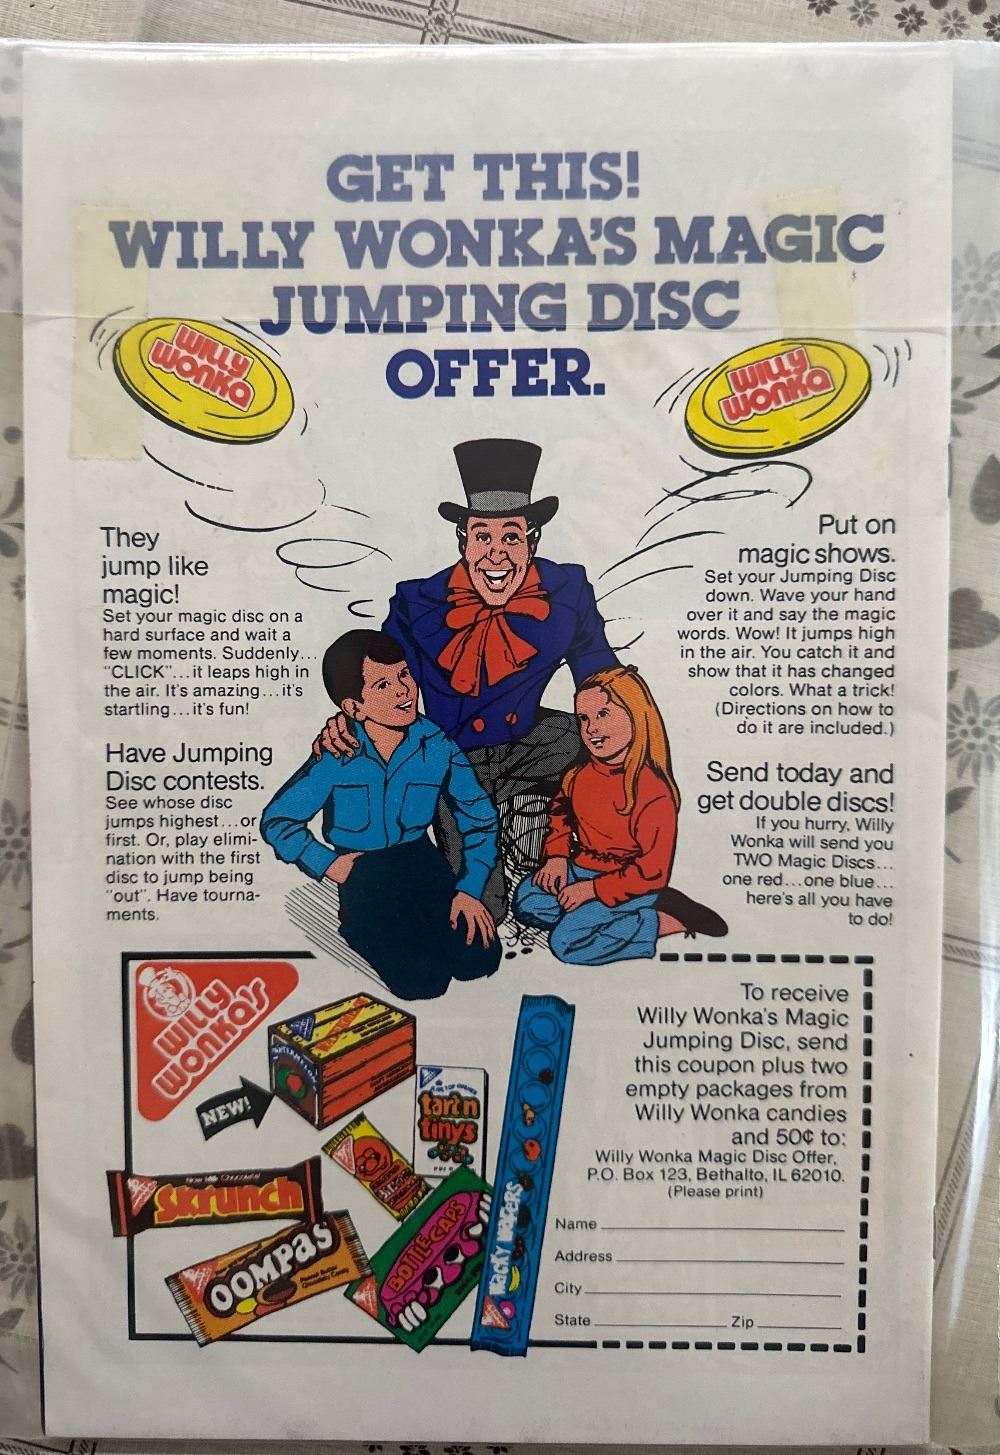 GET THIS!
WILLY WONKA'S MAGIC
JUMPING DISC
OFFER.
WILLY
WONKA
WILLY
WONKA
They
jump like
magic!
Set your magic disc on a
hard surface and wait a
few moments. Suddenly...
"CLICK"...it leaps high in
the air. It's amazing...it's
startling...it's fun!
Have Jumping
Disc contests.
See whose disc
jumps highest...or
first. Or, play elimi-
nation with the first
disc to jump being
"out". Have tourna-
ments.
Put on
magic shows.
Set your Jumping Disc
down. Wave your hand
over it and say the magic
words. Wow! It jumps high
in the air. You catch it and
show that it has changed
colors. What a trick!
(Directions on how to
do it are included.)
Send today and
get double discs!
If you hurry, Willy
Wonka will send you
TWO Magic Discs...
one red...one blue...
here's all you have
to do!
WILLY
WONKA'S
NEW!
tart n
tinys
Skrunch
OOMPAS
Peanut Butter
Chocolatey Candy
BOTTLE CAPS
WACKY WAFERS
To receive
Willy Wonka's Magic
Jumping Disc, send
this coupon plus two
empty packages from
Willy Wonka candies
and 50¢ to:
Willy Wonka Magic Disc Offer,
P.O. Box 123, Bethalto, IL 62010.
(Please print)
Name
Address
City
State Zip